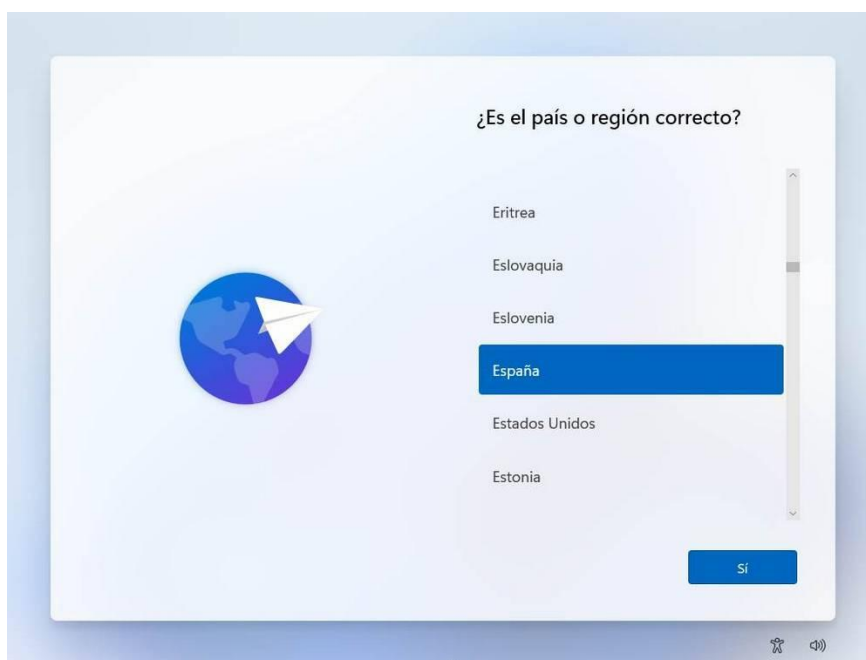 ¿Es el país o región correcto?
Eritrea
Eslovaquia
Eslovenia
España
Estados Unidos
Estonia
Sí